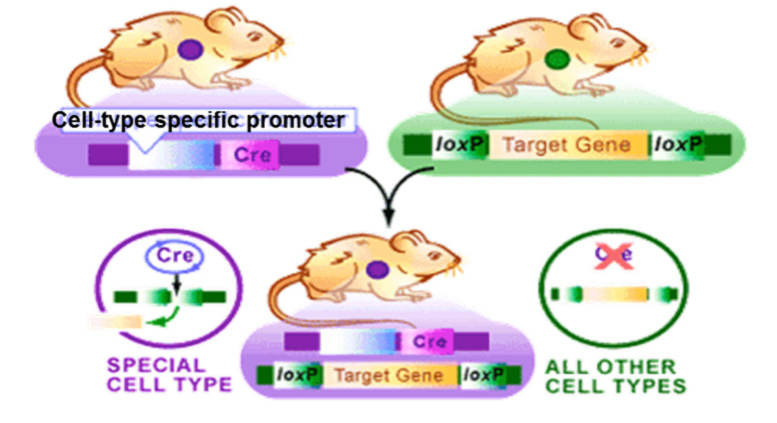 Cell-type specific promoter
Cre
loxP Target Gene loxP
Cre
Cre
Cre
loxP Target Gene loxP
SPECIAL
CELL TYPE
ALL OTHER
CELL TYPES